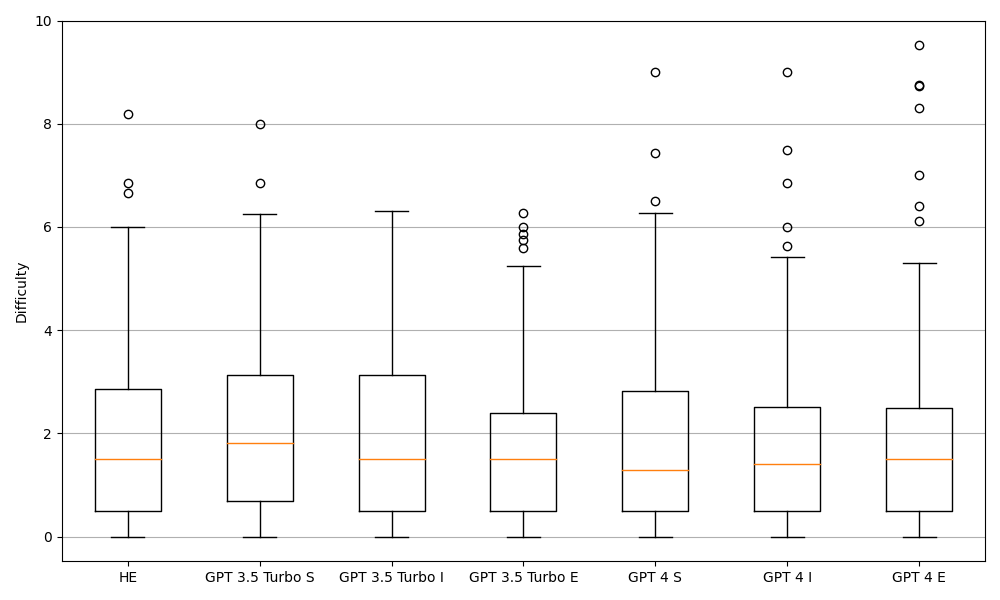 10
8
6
4
2
0
Difficulty
HE
GPT 3.5 Turbo S
GPT 3.5 Turbo I
GPT 3.5 Turbo E
GPT 4 S
GPT 4 I
GPT 4 E